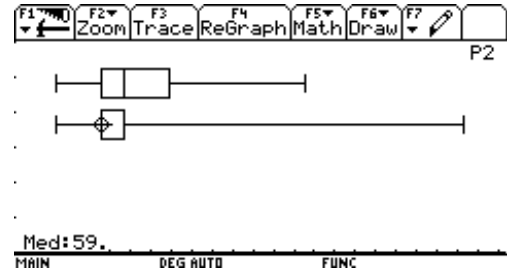 F1 F2 F3 F4 F5 F6 F7
Zoom Trace ReGraph Math Draw
P2
Med:59.
MAIN DEG AUTO FUNC